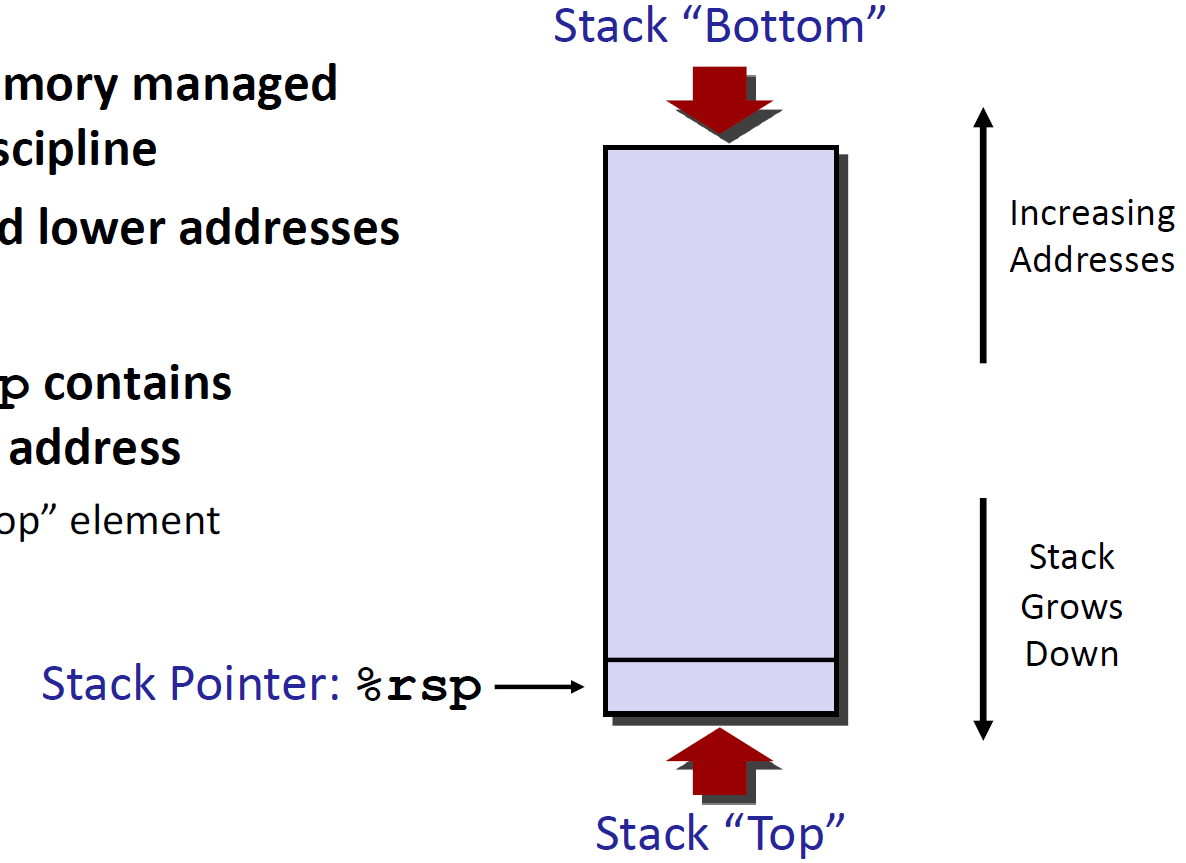 Stack “Bottom”
mory managed
scipline
d lower addresses
p contains
address
op” element
Stack Pointer: %rsp
Stack “Top”
Increasing
Addresses
Stack
Grows
Down